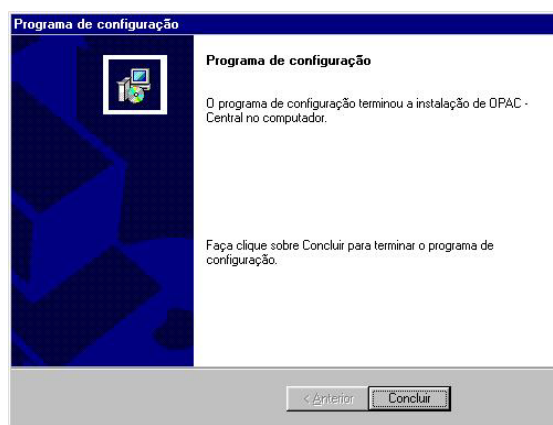 Programa de configuração
Programa de configuração
O programa de configuração terminou a instalação de OPAC -
Central no computador.
Faça clique sobre Concluir para terminar o programa de
configuração.
< Anterior
Concluir